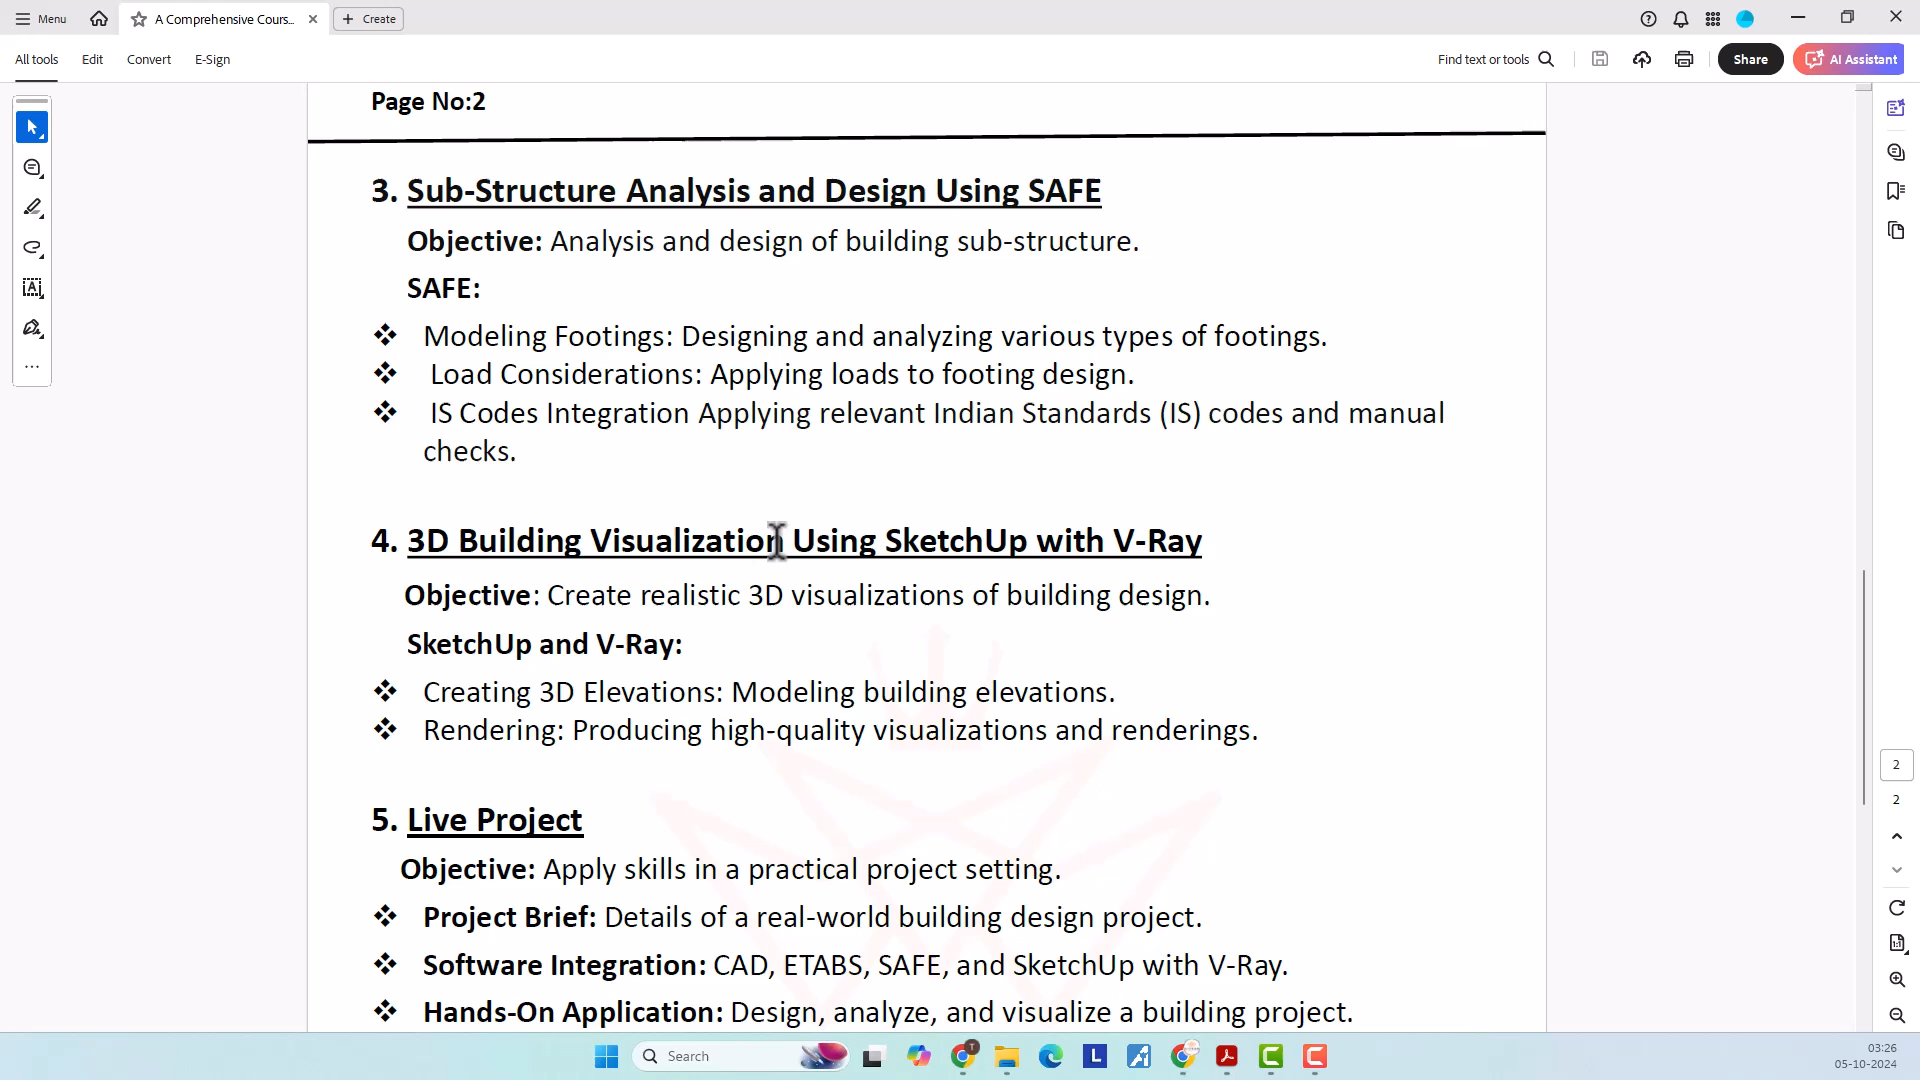 Menu
A Comprehensive Cours...
Create
All tools
Edit
Convert
E-Sign
Find text or tools
Share
AI Assistant
Page No:2
3. Sub-Structure Analysis and Design Using SAFE
Objective: Analysis and design of building sub-structure.
SAFE:
❖ Modeling Footings: Designing and analyzing various types of footings.
❖ Load Considerations: Applying loads to footing design.
❖ IS Codes Integration Applying relevant Indian Standards (IS) codes and manual
checks.
4. 3D Building Visualization Using SketchUp with V-Ray
Objective: Create realistic 3D visualizations of building design.
SketchUp and V-Ray:
❖ Creating 3D Elevations: Modeling building elevations.
❖ Rendering: Producing high-quality visualizations and renderings.
5. Live Project
Objective: Apply skills in a practical project setting.
❖ Project Brief: Details of a real-world building design project.
❖ Software Integration: CAD, ETABS, SAFE, and SketchUp with V-Ray.
❖ Hands-On Application: Design, analyze, and visualize a building project.
2
2
Search
03:26
05-10-2024